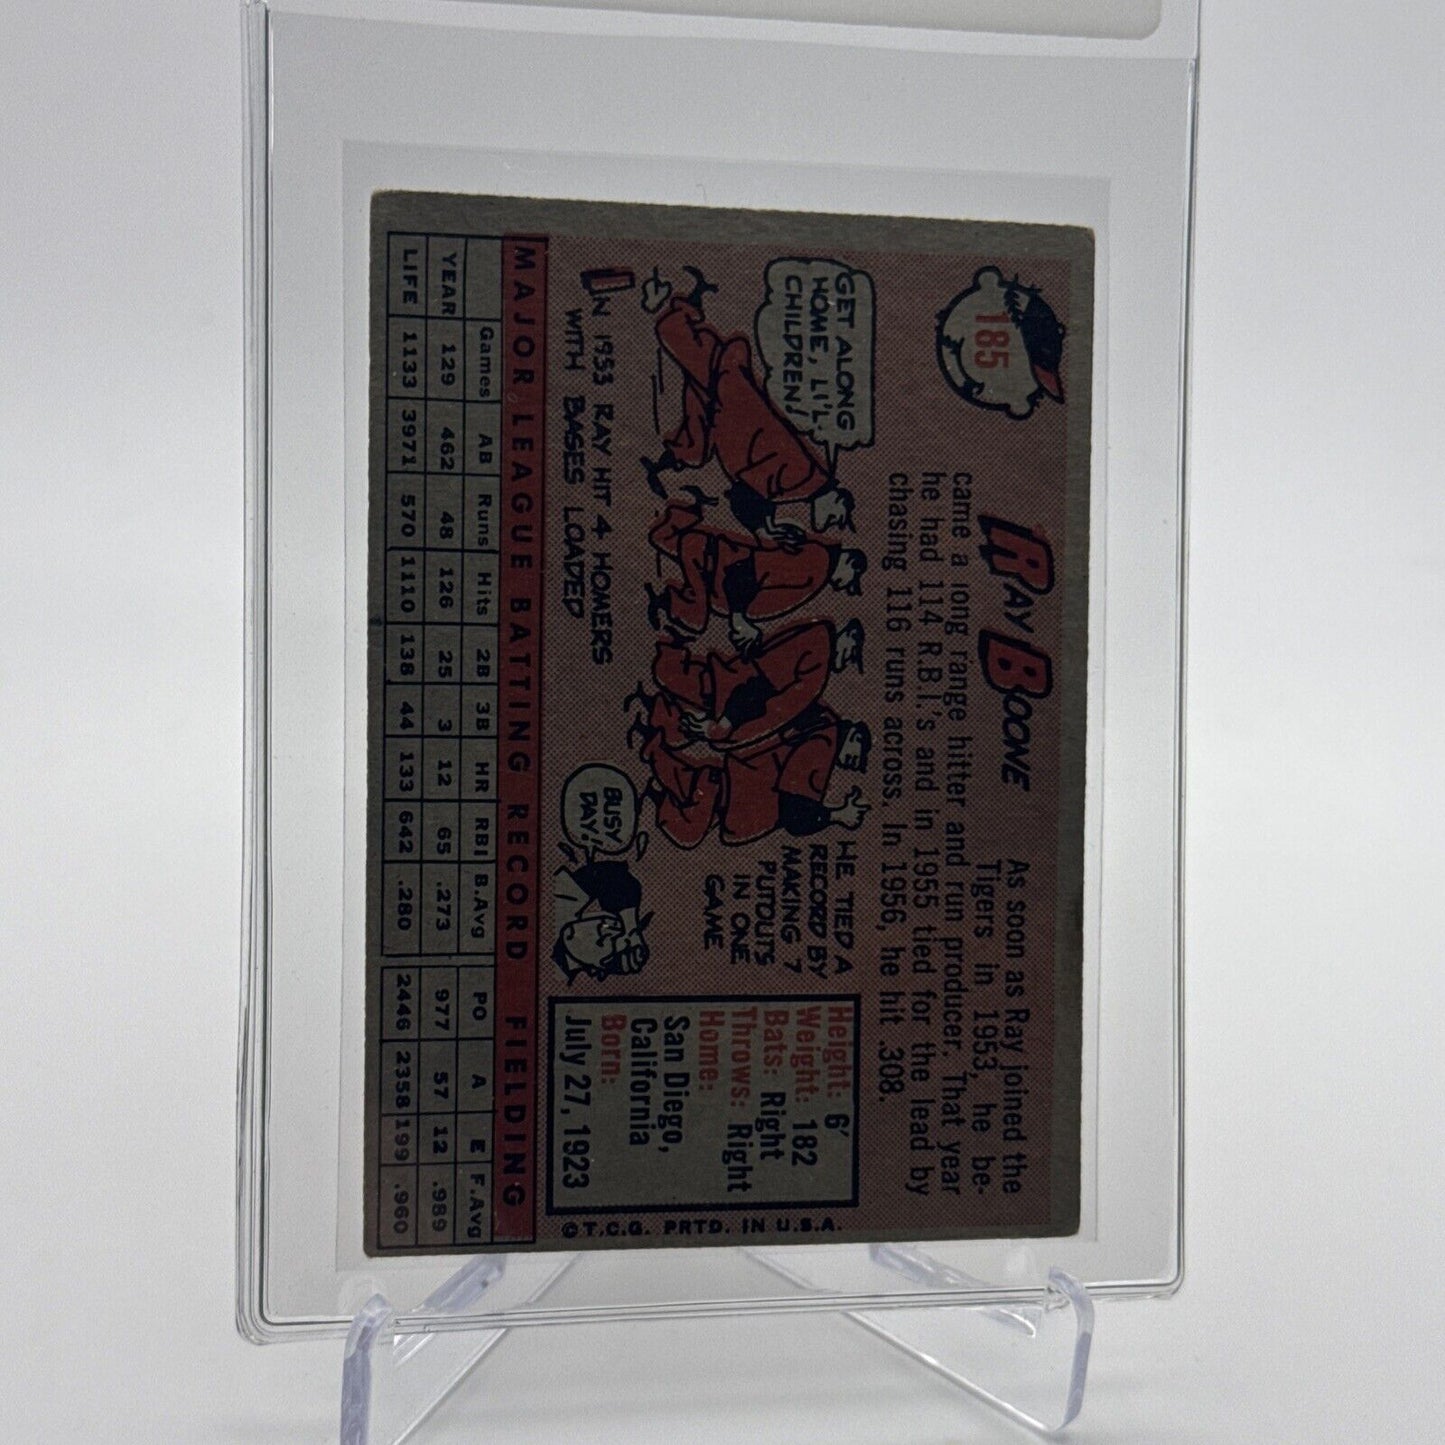 185
RAY BOONE
As soon as Ray joined the
Tigers in 1953, he be-
came a long range hitter and run producer. That year
he had 114 R.B.I.'s and in 1955 tied for the lead by
chasing 116 runs across. In 1956, he hit .308.
GET ALONG
HOME, LI'L
CHILDREN!
HE TIED A
RECORD BY
MAKING 7
PUTOUTS
IN ONE
GAME
IN 1953 RAY HIT 4 HOMERS
WITH BASES LOADED
BUSY
DAY!
Height: 6'
Weight: 182
Bats: Right
Throws: Right
Home:
San Diego,
California
Born:
July 27, 1923
©T.C.G. PRTD. IN U.S.A.
MAJOR LEAGUE BATTING RECORD FIELDING
Games AB Runs Hits 2B 3B HR RBI B.Avg PO A E F.Avg
YEAR 129 462 48 126 25 3 12 65 .273 977 57 12 .989
LIFE 1133 3971 570 1110 138 44 133 642 .280 2446 2358 199 .960